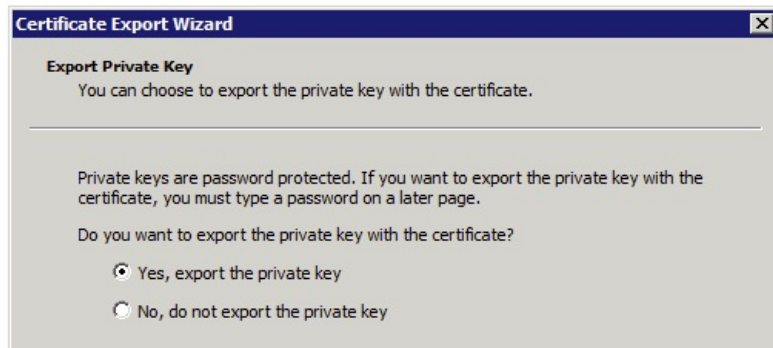 Certificate Export Wizard
Export Private Key
You can choose to export the private key with the certificate.
Private keys are password protected. If you want to export the private key with the
certificate, you must type a password on a later page.
Do you want to export the private key with the certificate?
Yes, export the private key
No, do not export the private key